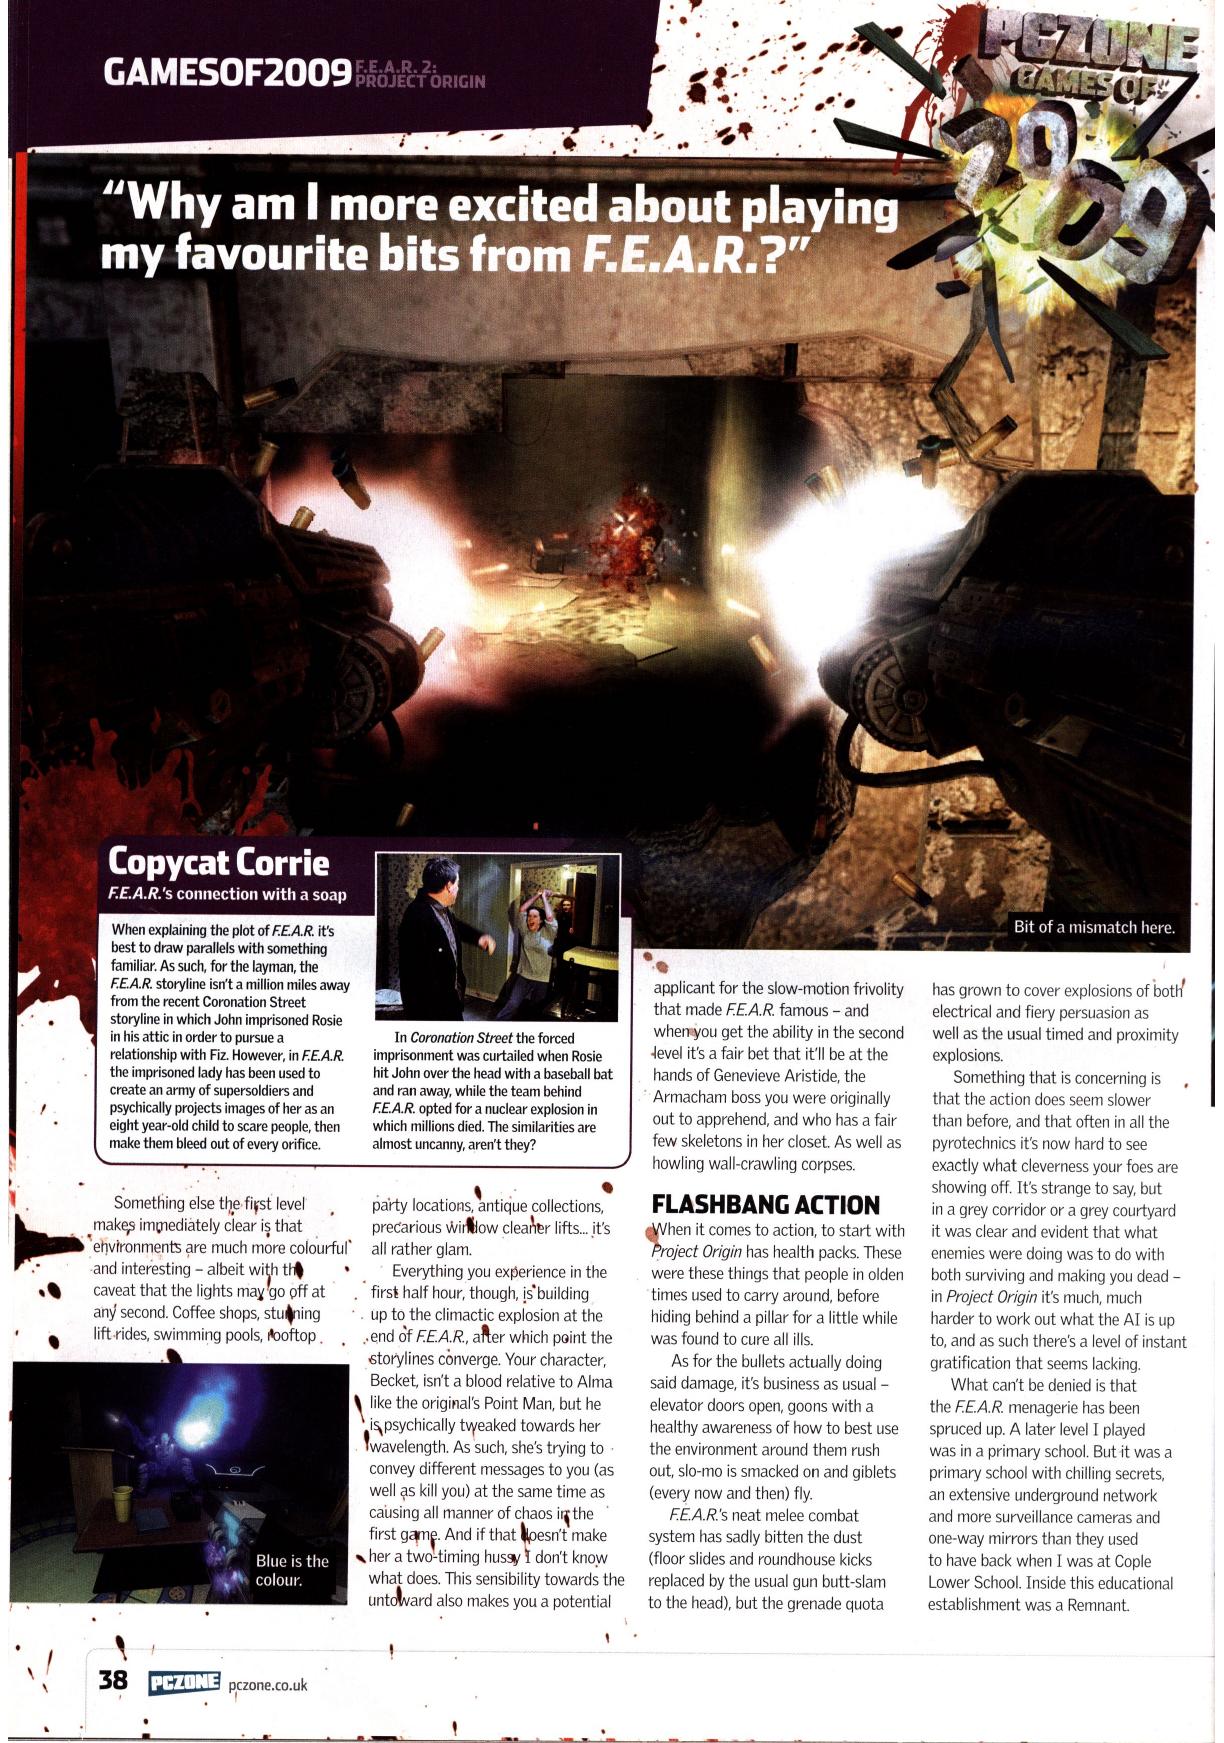 GAMESOF2009 F.E.A.R. 2:
PROJECT ORIGIN
PCZONE
GAMES OF
2009
“Why am I more excited about playing
my favourite bits from F.E.A.R.?”
Bit of a mismatch here.
Copycat Corrie
F.E.A.R.'s connection with a soap
When explaining the plot of F.E.A.R. it's
best to draw parallels with something
familiar. As such, for the layman, the
F.E.A.R. storyline isn't a million miles away
from the recent Coronation Street
storyline in which John imprisoned Rosie
in his attic in order to pursue a
relationship with Fiz. However, in F.E.A.R.
the imprisoned lady has been used to
create an army of supersoldiers and
psychically projects images of her as an
eight year-old child to scare people, then
make them bleed out of every orifice.
In Coronation Street the forced
imprisonment was curtailed when Rosie
hit John over the head with a baseball bat
and ran away, while the team behind
F.E.A.R. opted for a nuclear explosion in
which millions died. The similarities are
almost uncanny, aren't they?
Something else the first level
makes immediately clear is that
environments are much more colourful
and interesting – albeit with the
caveat that the lights may go off at
any second. Coffee shops, stunning
lift rides, swimming pools, rooftop
Blue is the
colour.
party locations, antique collections,
precarious window cleaner lifts... it's
all rather glam.
Everything you experience in the
first half hour, though, is building
up to the climactic explosion at the
end of F.E.A.R., after which point the
storylines converge. Your character,
Becket, isn't a blood relative to Alma
like the original's Point Man, but he
is psychically tweaked towards her
wavelength. As such, she's trying to
convey different messages to you (as
well as kill you) at the same time as
causing all manner of chaos in the
first game. And if that doesn't make
her a two-timing hussy I don't know
what does. This sensibility towards the
untoward also makes you a potential
applicant for the slow-motion frivolity
that made F.E.A.R. famous – and
when you get the ability in the second
level it's a fair bet that it'll be at the
hands of Genevieve Aristide, the
Armacham boss you were originally
out to apprehend, and who has a fair
few skeletons in her closet. As well as
howling wall-crawling corpses.
FLASHBANG ACTION
When it comes to action, to start with
Project Origin has health packs. These
were these things that people in olden
times used to carry around, before
hiding behind a pillar for a little while
was found to cure all ills.
As for the bullets actually doing
said damage, it's business as usual –
elevator doors open, goons with a
healthy awareness of how to best use
the environment around them rush
out, slo-mo is smacked on and giblets
(every now and then) fly.
F.E.A.R.'s neat melee combat
system has sadly bitten the dust
(floor slides and roundhouse kicks
replaced by the usual gun butt-slam
to the head), but the grenade quota
has grown to cover explosions of both
electrical and fiery persuasion as
well as the usual timed and proximity
explosions.
Something that is concerning is
that the action does seem slower
than before, and that often in all the
pyrotechnics it's now hard to see
exactly what cleverness your foes are
showing off. It's strange to say, but
in a grey corridor or a grey courtyard
it was clear and evident that what
enemies were doing was to do with
both surviving and making you dead –
in Project Origin it's much, much
harder to work out what the AI is up
to, and as such there's a level of instant
gratification that seems lacking.
What can't be denied is that
the F.E.A.R. menagerie has been
spruced up. A later level I played
was in a primary school. But it was a
primary school with chilling secrets,
an extensive underground network
and more surveillance cameras and
one-way mirrors than they used
to have back when I was at Cople
Lower School. Inside this educational
establishment was a Remnant.
38 PCZONE pczone.co.uk